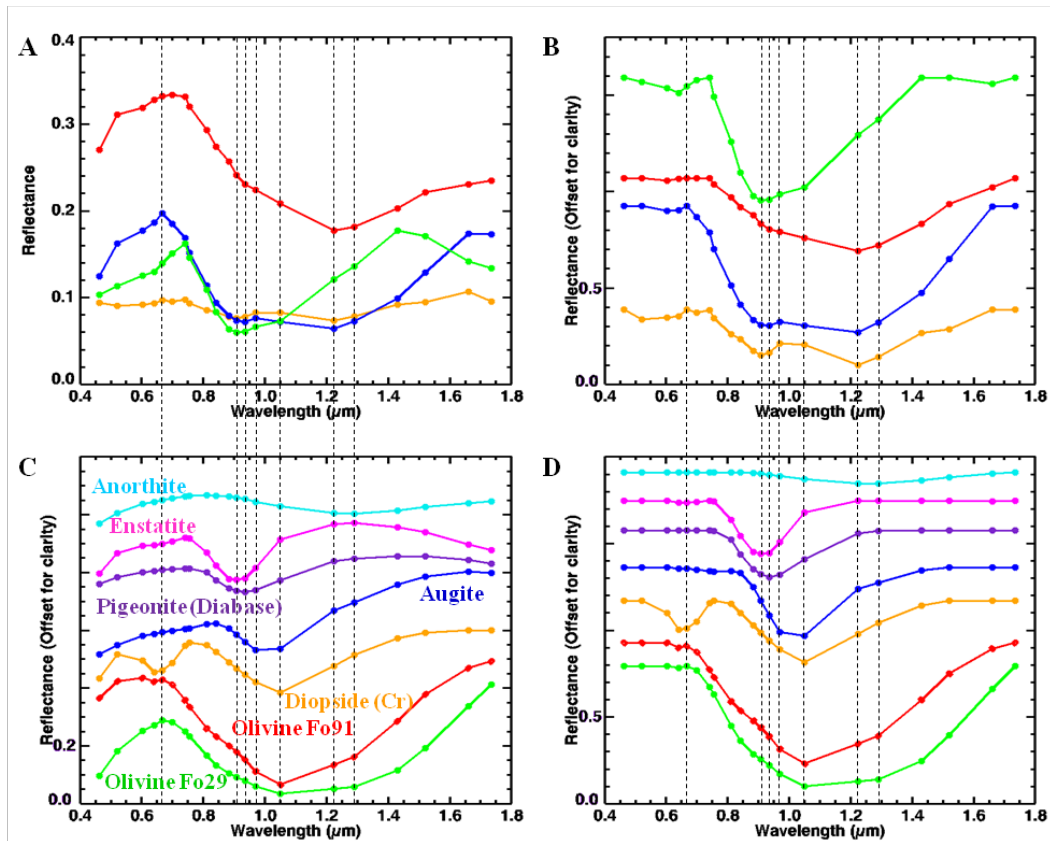 A
B
0.4
0.3
0.2
0.1
0.0
Reflectance
0.4 0.6 0.8 1.0 1.2 1.4 1.6 1.8
Wavelength (µm)
0.5
0.0
Reflectance (Offset for clarity)
0.4 0.6 0.8 1.0 1.2 1.4 1.6 1.8
Wavelength (µm)
C
D
Anorthite
Enstatite
Pigeonite (Diabase)
Augite
Diopside (Cr)
Olivine Fo91
Olivine Fo29
0.2
0.0
Reflectance (Offset for clarity)
0.4 0.6 0.8 1.0 1.2 1.4 1.6 1.8
Wavelength (µm)
0.5
0.0
Reflectance (Offset for clarity)
0.4 0.6 0.8 1.0 1.2 1.4 1.6 1.8
Wavelength (µm)